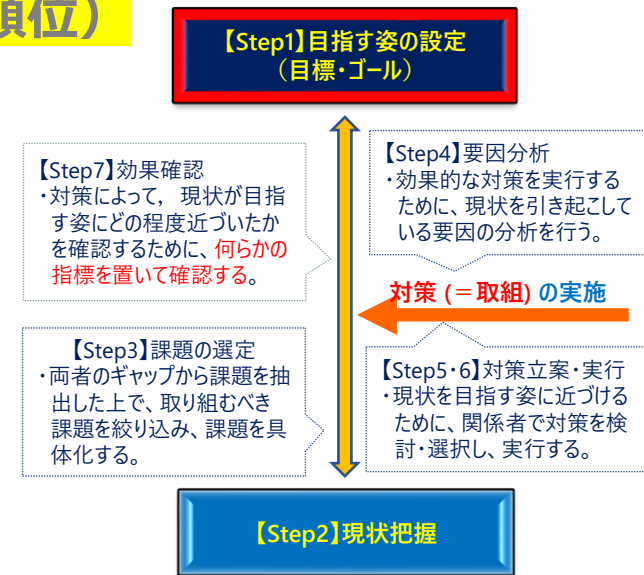 順位）
【Step1】目指す姿の設定
（目標・ゴール）
【Step7】効果確認
・対策によって， 現状が目指
す姿にどの程度近づいたか
を確認するために、何らかの
指標を置いて確認する。
【Step4】要因分析
・効果的な対策を実行する
ために、現状を引き起こして
いる要因の分析を行う。
対策 (＝取組) の実施
【Step3】課題の選定
・両者のギャップから課題を抽
出した上で、取り組むべき
課題を絞り込み、課題を具
体化する。
【Step5・6】対策立案・実行
・現状を目指す姿に近づける
ために、関係者で対策を検
討・選択し、実行する。
【Step2】現状把握